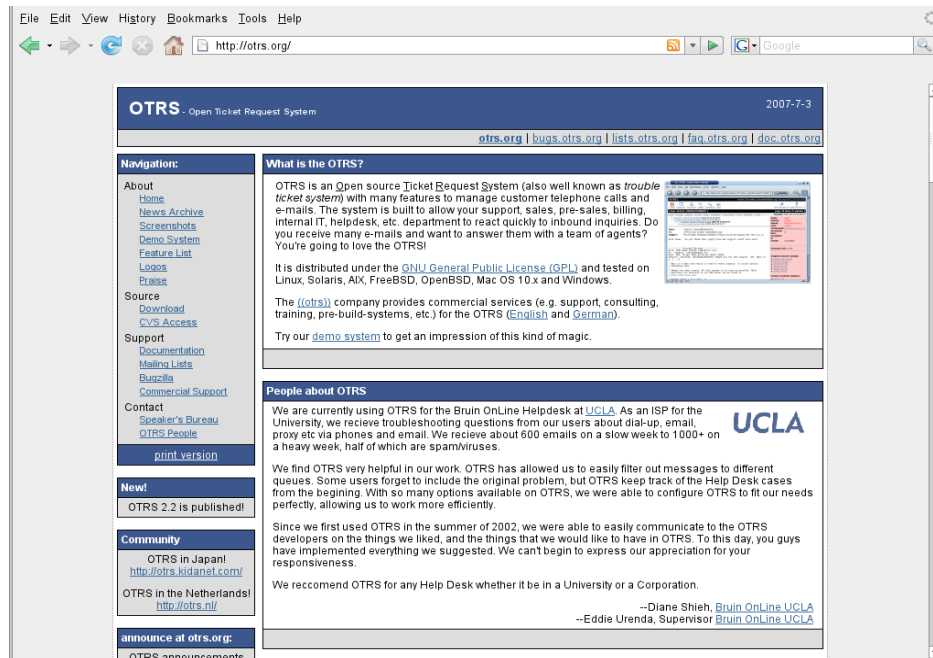 File Edit View History Bookmarks Tools Help
http://otrs.org/
Google
OTRS - Open Ticket Request System
2007-7-3
otrs.org | bugs.otrs.org | lists.otrs.org | faq.otrs.org | doc.otrs.org
Navigation:
About
Home
News Archive
Screenshots
Demo System
Feature List
Logos
Praise
Source
Download
CVS Access
Support
Documentation
Mailing Lists
Bugzilla
Commercial Support
Contact
Speaker's Bureau
OTRS People
print version
New!
OTRS 2.2 is published!
Community
OTRS in Japan!
http://otrs.kidanet.com/
OTRS in the Netherlands!
http://otrs.nl/
announce at otrs.org:
OTRS announcements
What is the OTRS?
OTRS is an Open source Ticket Request System (also well known as trouble
ticket system) with many features to manage customer telephone calls and
e-mails. The system is built to allow your support, sales, pre-sales, billing,
internal IT, helpdesk, etc. department to react quickly to inbound inquiries. Do
you receive many e-mails and want to answer them with a team of agents?
You're going to love the OTRS!
It is distributed under the GNU General Public License (GPL) and tested on
Linux, Solaris, AIX, FreeBSD, OpenBSD, Mac OS 10.x and Windows.
The ((otrs)) company provides commercial services (e.g. support, consulting,
training, pre-build-systems, etc.) for the OTRS (English and German).
Try our demo system to get an impression of this kind of magic.
People about OTRS
We are currently using OTRS for the Bruin OnLine Helpdesk at UCLA. As an ISP for the
University, we recieve troubleshooting questions from our users about dial-up, email,
proxy etc via phones and email. We recieve about 600 emails on a slow week to 1000+ on
a heavy week, half of which are spam/viruses.
UCLA
We find OTRS very helpful in our work. OTRS has allowed us to easily filter out messages to different
queues. Some users forget to include the original problem, but OTRS keep track of the Help Desk cases
from the begining. With so many options available on OTRS, we were able to configure OTRS to fit our needs
perfectly, allowing us to work more efficiently.
Since we first used OTRS in the summer of 2002, we were able to easily communicate to the OTRS
developers on the things we liked, and the things that we would like to have in OTRS. To this day, you guys
have implemented everything we suggested. We can't begin to express our appreciation for your
responsiveness.
We reccomend OTRS for any Help Desk whether it be in a University or a Corporation.
--Diane Shieh, Bruin OnLine UCLA
--Eddie Urenda, Supervisor Bruin OnLine UCLA